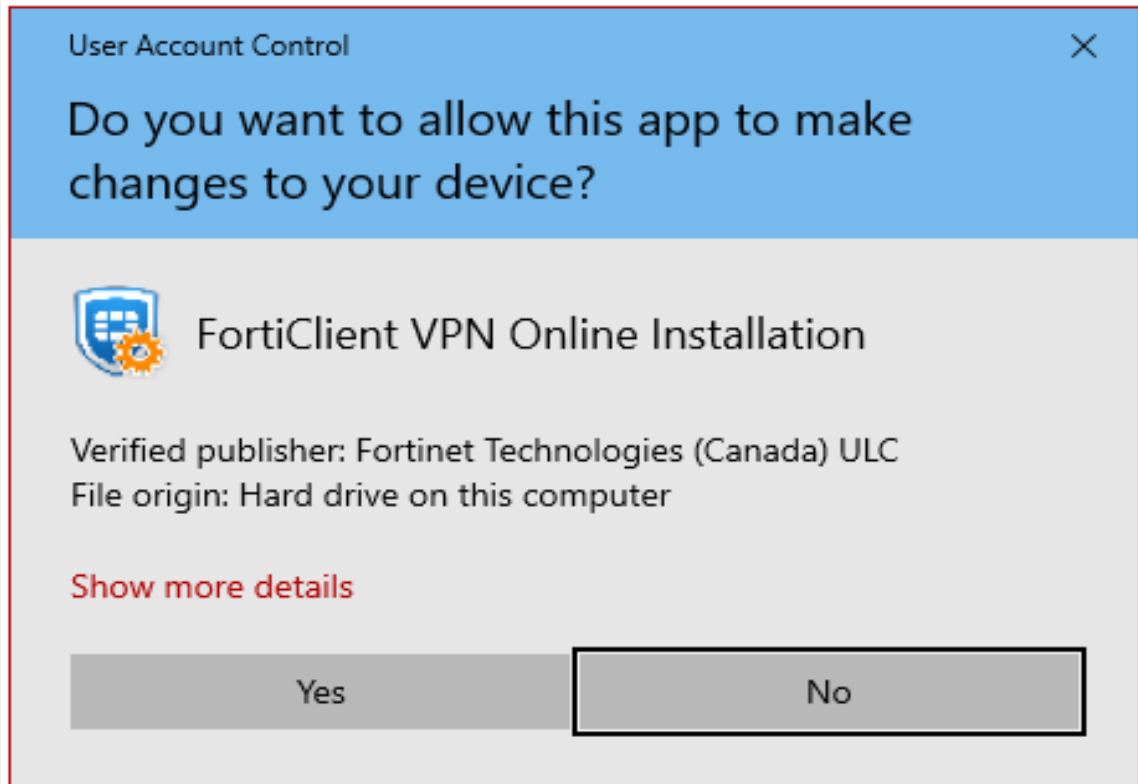 User Account Control
Do you want to allow this app to make
changes to your device?
FortiClient VPN Online Installation
Verified publisher: Fortinet Technologies (Canada) ULC
File origin: Hard drive on this computer
Show more details
Yes
No